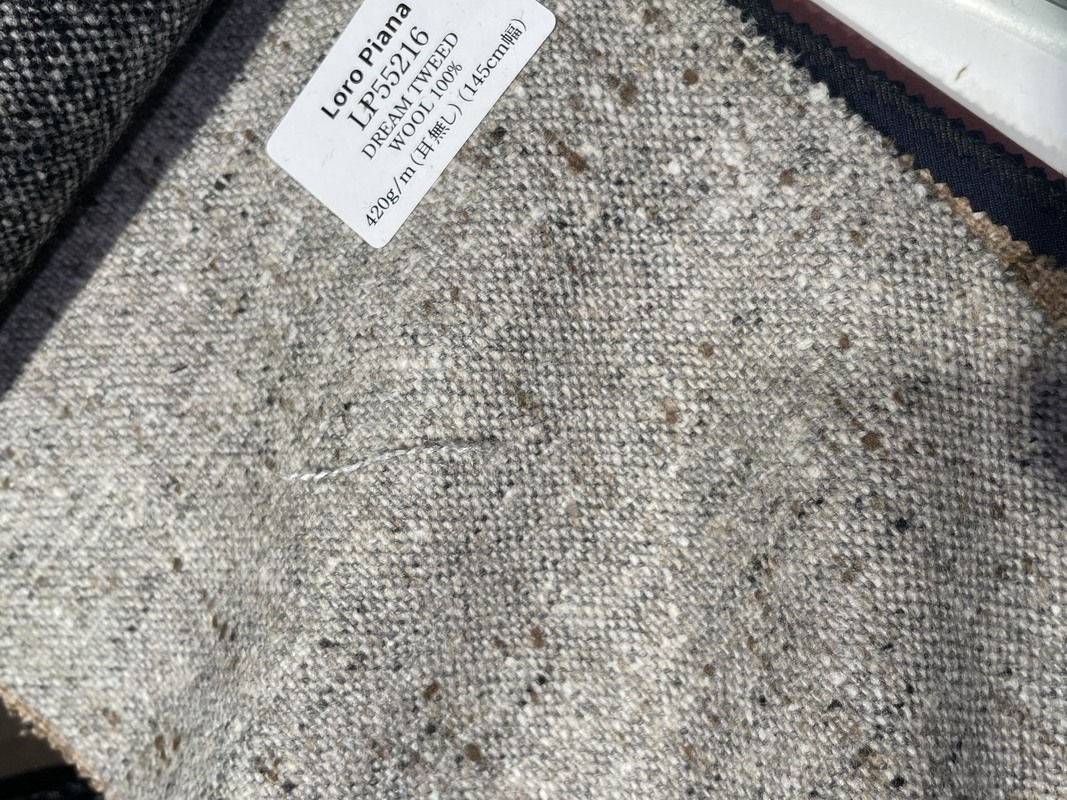 Loro Piana
LP55216
DREAM TWEED
WOOL 100%
420g/m(耳無し)(145cm幅)